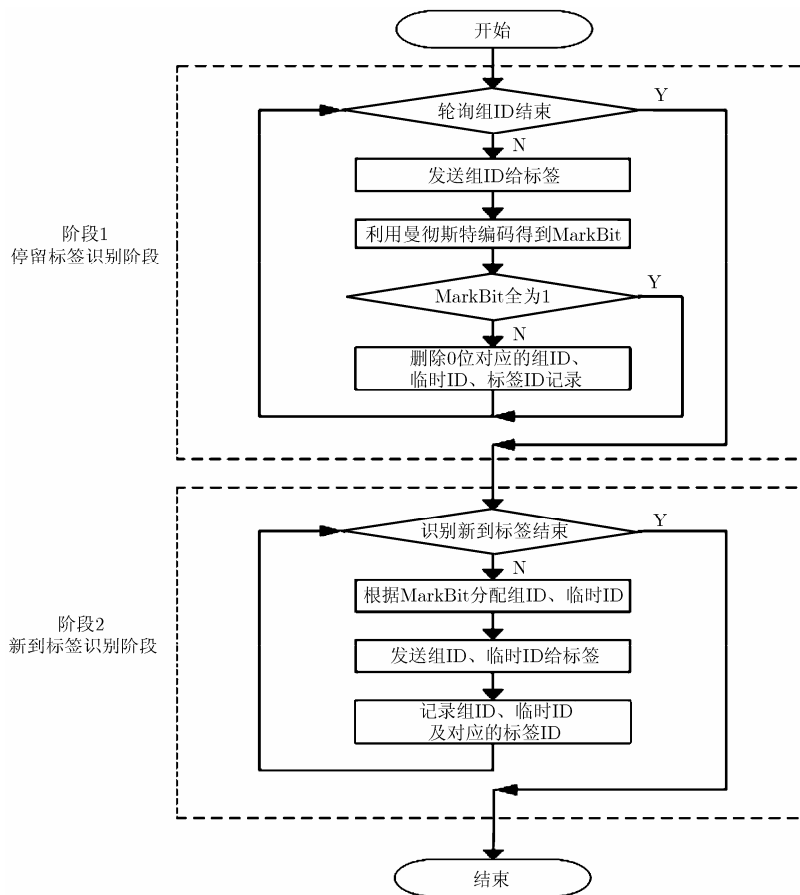 开始
轮询组ID结束
Y
N
发送组ID给标签
阶段1
停留标签识别阶段
利用曼彻斯特编码得到MarkBit
MarkBit全为1
Y
N
删除0位对应的组ID、
临时ID、标签ID记录
识别新到标签结束
Y
N
根据MarkBit分配组ID、临时ID
阶段2
新到标签识别阶段
发送组ID、临时ID给标签
记录组ID、临时ID
及对应的标签ID
结束